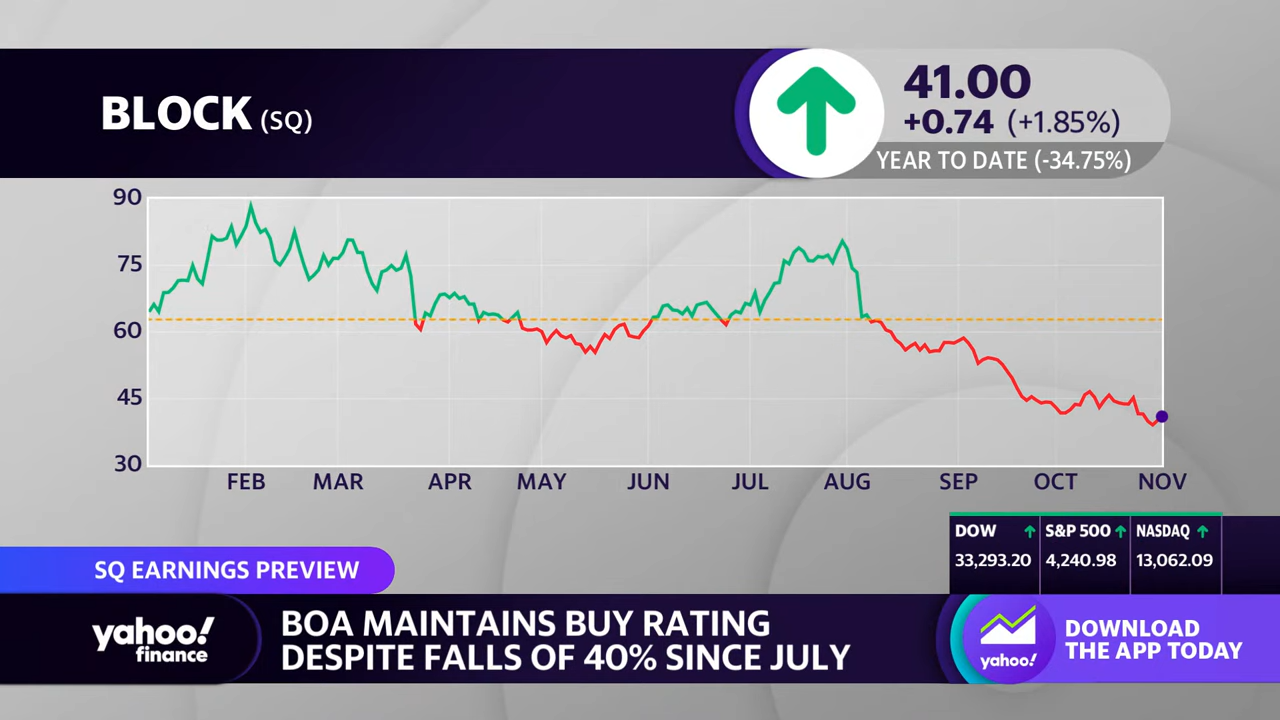 BLOCK (SQ)
41.00
+0.74 (+1.85%)
YEAR TO DATE (-34.75%)
90
75
60
45
30
FEB MAR APR MAY JUN JUL AUG SEP OCT NOV
DOW S&P 500 NASDAQ
33,293.20 4,240.98 13,062.09
SQ EARNINGS PREVIEW
yahoo!
finance
BOA MAINTAINS BUY RATING
DESPITE FALLS OF 40% SINCE JULY
yahoo!
DOWNLOAD
THE APP TODAY